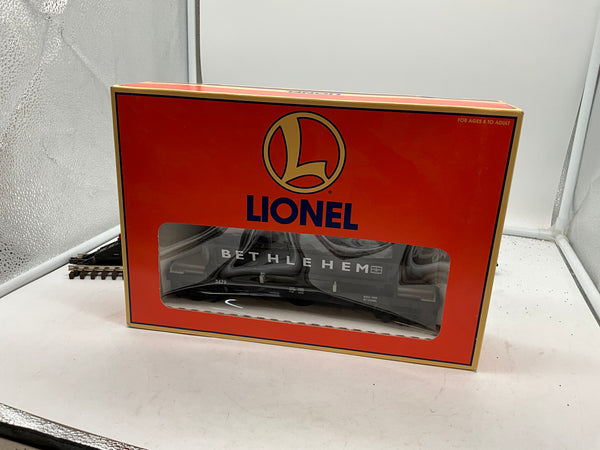 FOR AGES 8 TO ADULT
L
LIONEL
BETHLEHEM